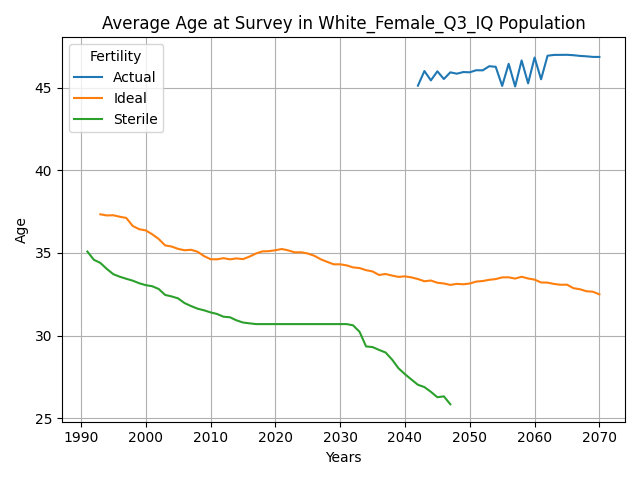 Average Age at Survey in White_Female_Q3_IQ Population
Fertility
Actual
Ideal
Sterile
45
40
35
30
25
Age
1990 2000 2010 2020 2030 2040 2050 2060 2070
Years